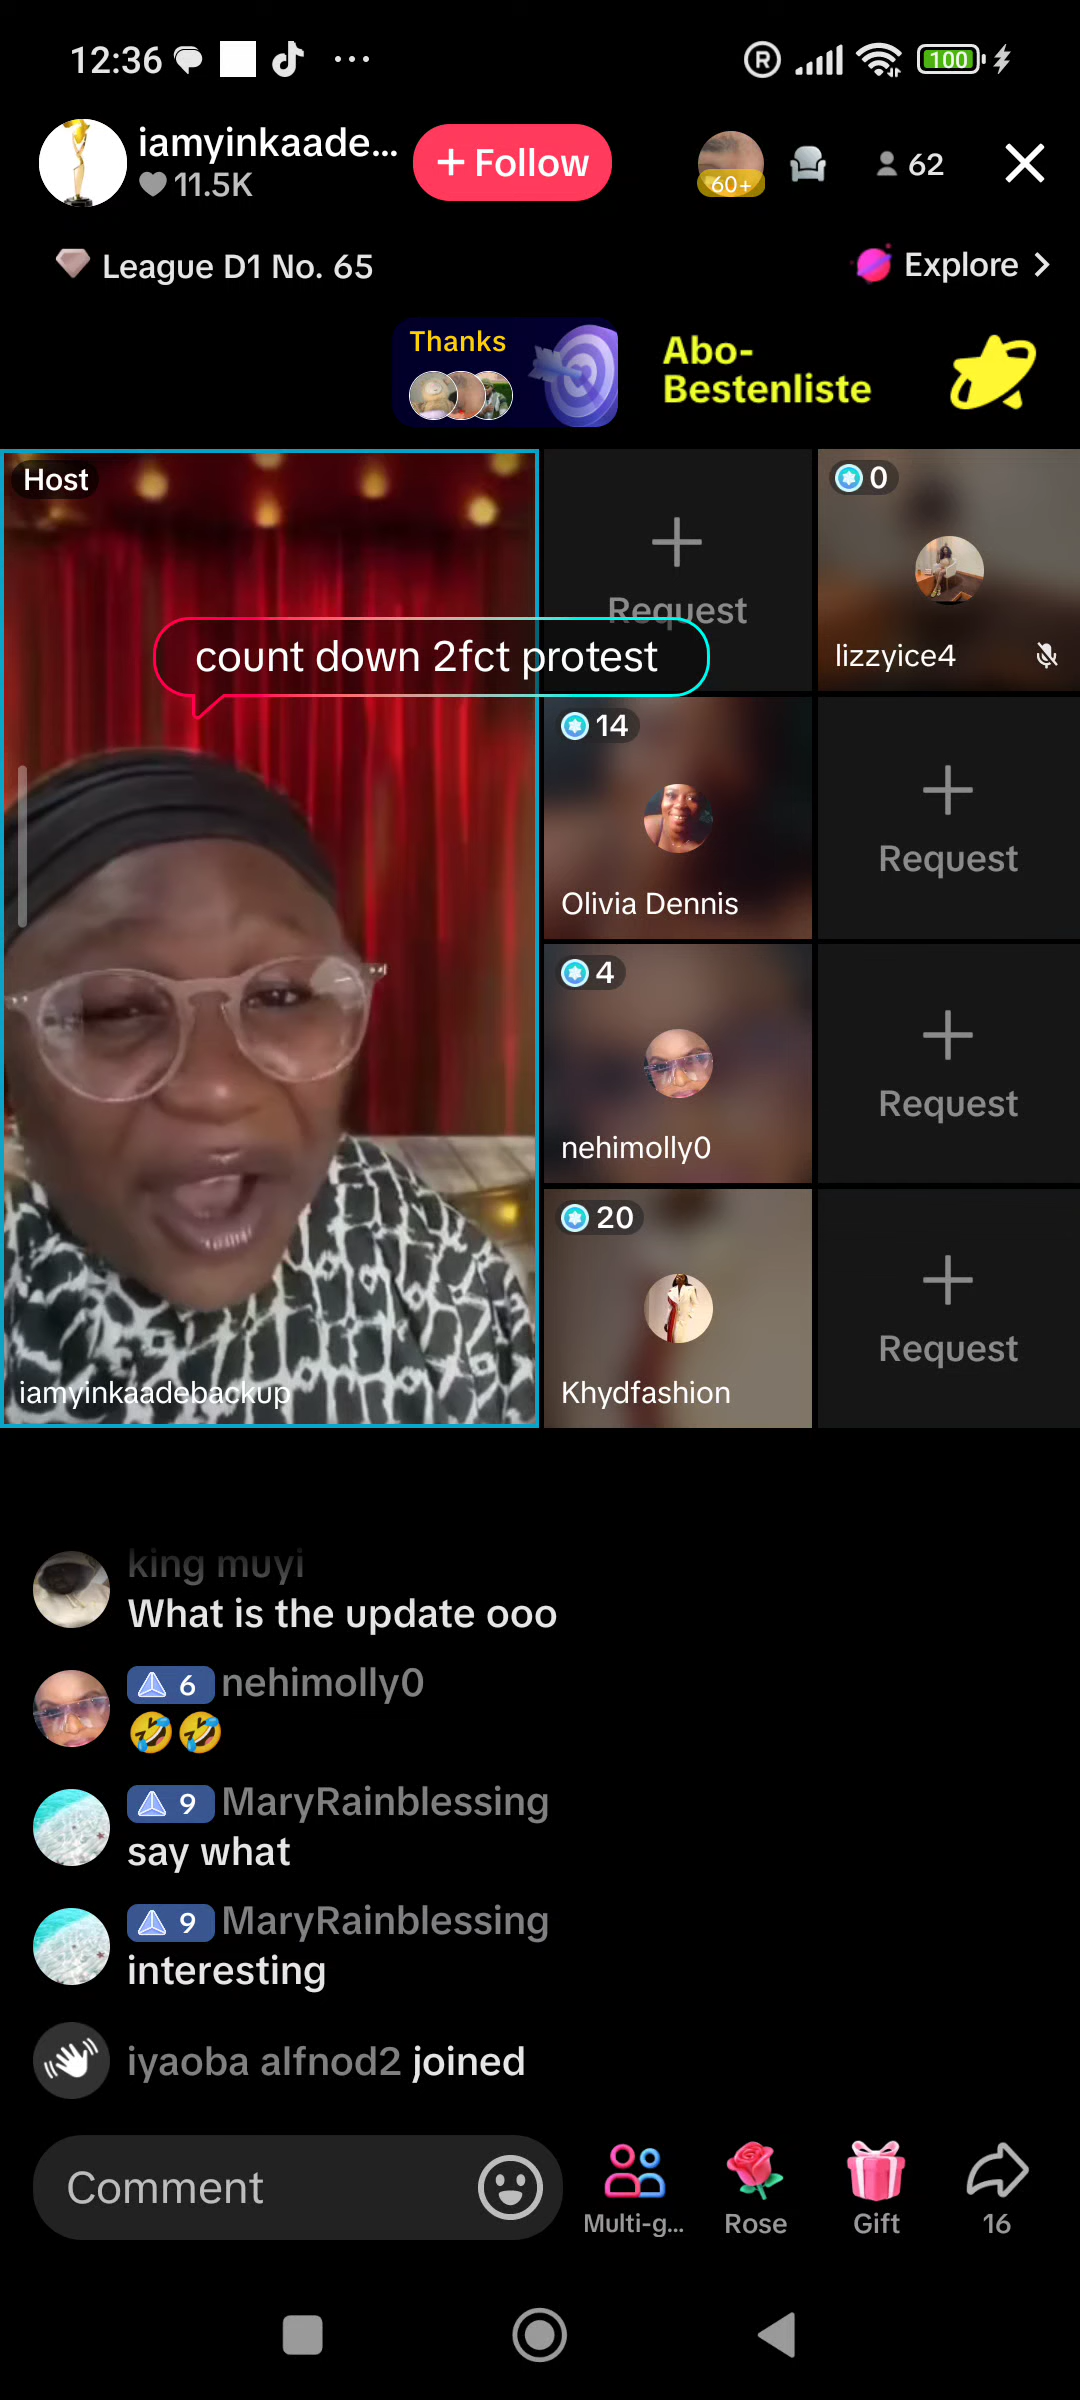 12:36
100
iamyinkaade...
11.5K
+ Follow
60+
62
League D1 No. 65
Explore >
Thanks
Abo-
Bestenliste
Host
Request
0
lizzyice4
count down 2fct protest
14
Olivia Dennis
Request
4
nehimolly0
Request
20
Khydfashion
Request
iamyinkaadebackup
king muyi
What is the update ooo
6 nehimolly0
🤣🤣
9 MaryRainblessing
say what
9 MaryRainblessing
interesting
iyaoba alfnod2 joined
Comment
Multi-g...
Rose
Gift
16